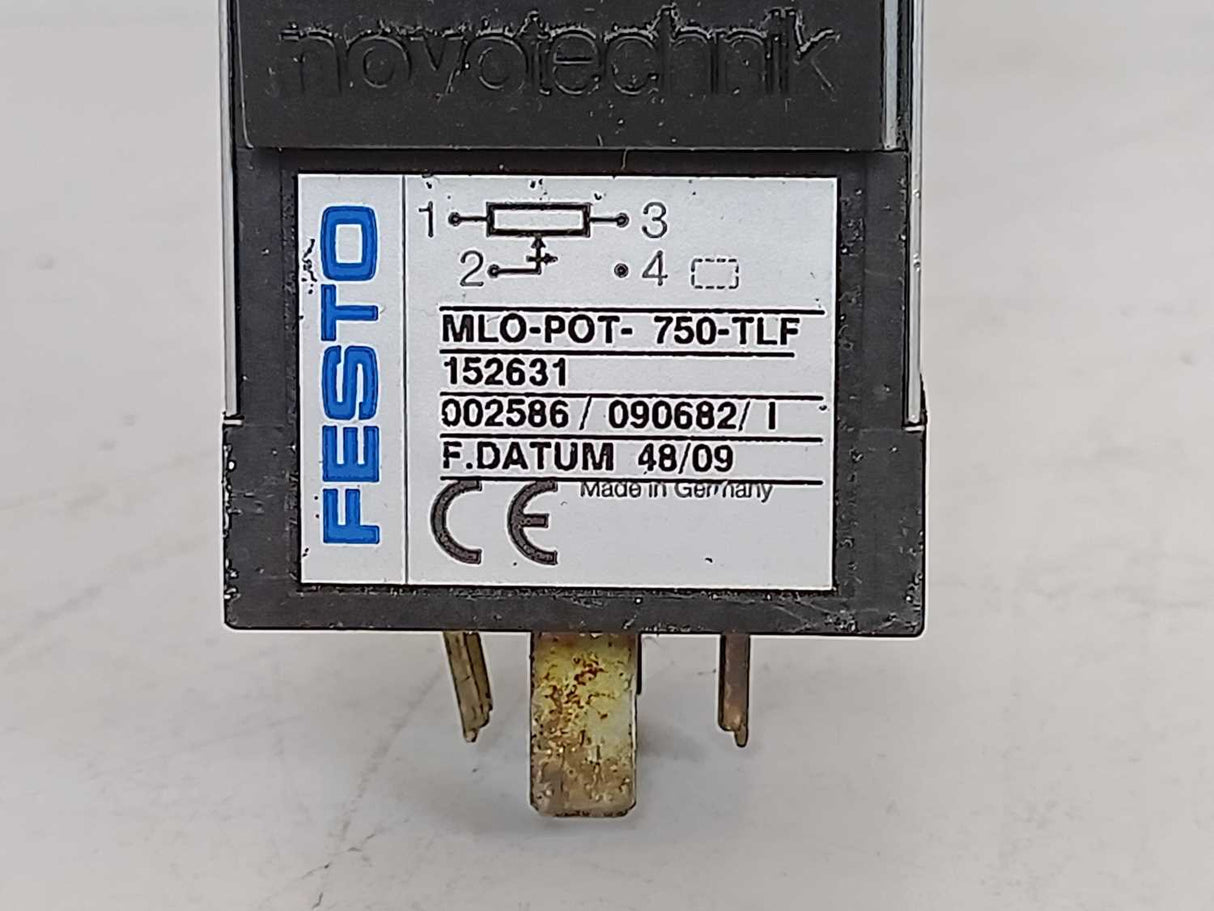 novotechnik
FESTO
1 3
2 4
MLO-POT- 750-TLF
152631
002586 / 090682/ I
F.DATUM 48/09
CE Made in Germany